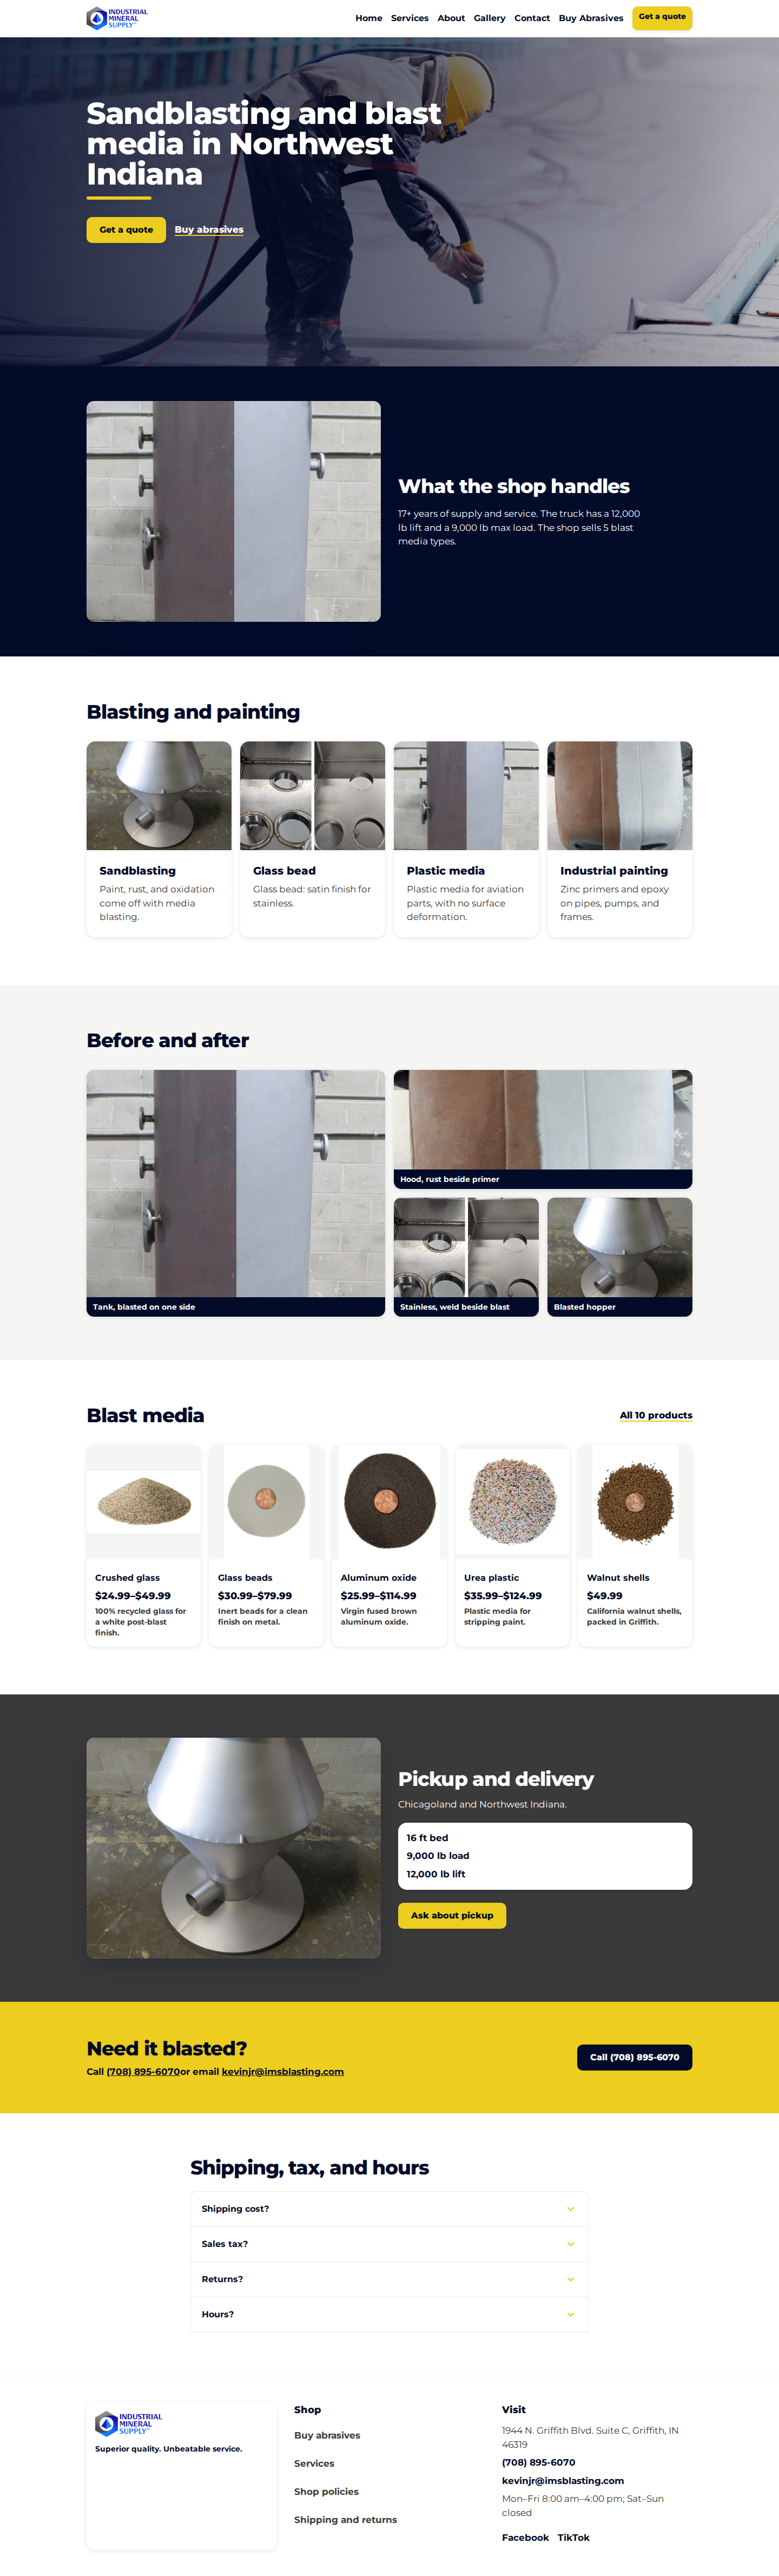 INDUSTRIAL
MINERAL
SUPPLY™
Home Services About Gallery Contact Buy Abrasives Get a quote
Sandblasting and blast
media in Northwest
Indiana
Get a quote Buy abrasives
What the shop handles
17+ years of supply and service. The truck has a 12,000
lb lift and a 9,000 lb max load. The shop sells 5 blast
media types.
Blasting and painting
Sandblasting
Paint, rust, and oxidation
come off with media
blasting.
Glass bead
Glass bead: satin finish for
stainless.
Plastic media
Plastic media for aviation
parts, with no surface
deformation.
Industrial painting
Zinc primers and epoxy
on pipes, pumps, and
frames.
Before and after
Tank, blasted on one side
Hood, rust beside primer
Stainless, weld beside blast
Blasted hopper
Blast media
All 10 products
Crushed glass
$24.99–$49.99
100% recycled glass for
a white post-blast
finish.
Glass beads
$30.99–$79.99
Inert beads for a clean
finish on metal.
Aluminum oxide
$25.99–$114.99
Virgin fused brown
aluminum oxide.
Urea plastic
$35.99–$124.99
Plastic media for
stripping paint.
Walnut shells
$49.99
California walnut shells,
packed in Griffith.
Pickup and delivery
Chicagoland and Northwest Indiana.
16 ft bed
9,000 lb load
12,000 lb lift
Ask about pickup
Need it blasted?
Call (708) 895-6070or email kevinjr@imsblasting.com
Call (708) 895-6070
Shipping, tax, and hours
Shipping cost?
Sales tax?
Returns?
Hours?
INDUSTRIAL
MINERAL
SUPPLY™
Superior quality. Unbeatable service.
Shop
Buy abrasives
Services
Shop policies
Shipping and returns
Visit
1944 N. Griffith Blvd. Suite C, Griffith, IN
46319
(708) 895-6070
kevinjr@imsblasting.com
Mon–Fri 8:00 am–4:00 pm; Sat–Sun
closed
Facebook TikTok